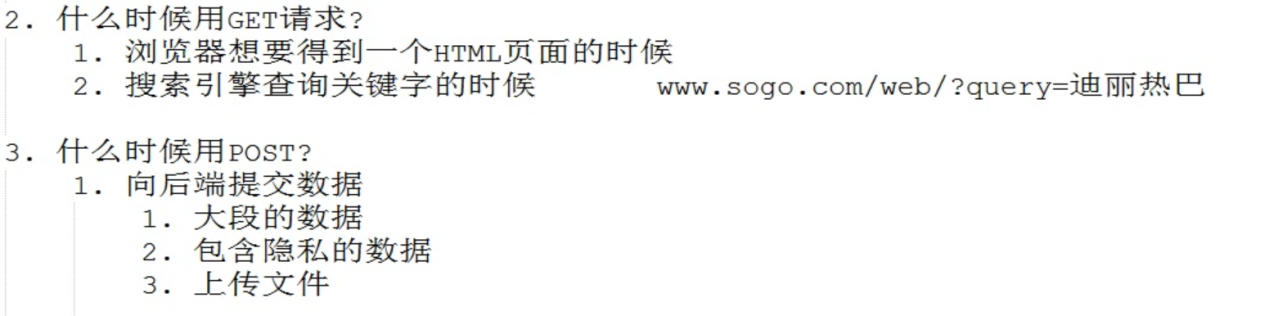 2. 什么时候用GET请求?
1. 浏览器想要得到一个HTML页面的时候
2. 搜索引擎查询关键字的时候 www.sogo.com/web/?query=迪丽热巴
3. 什么时候用POST?
1. 向后端提交数据
1. 大段的数据
2. 包含隐私的数据
3. 上传文件